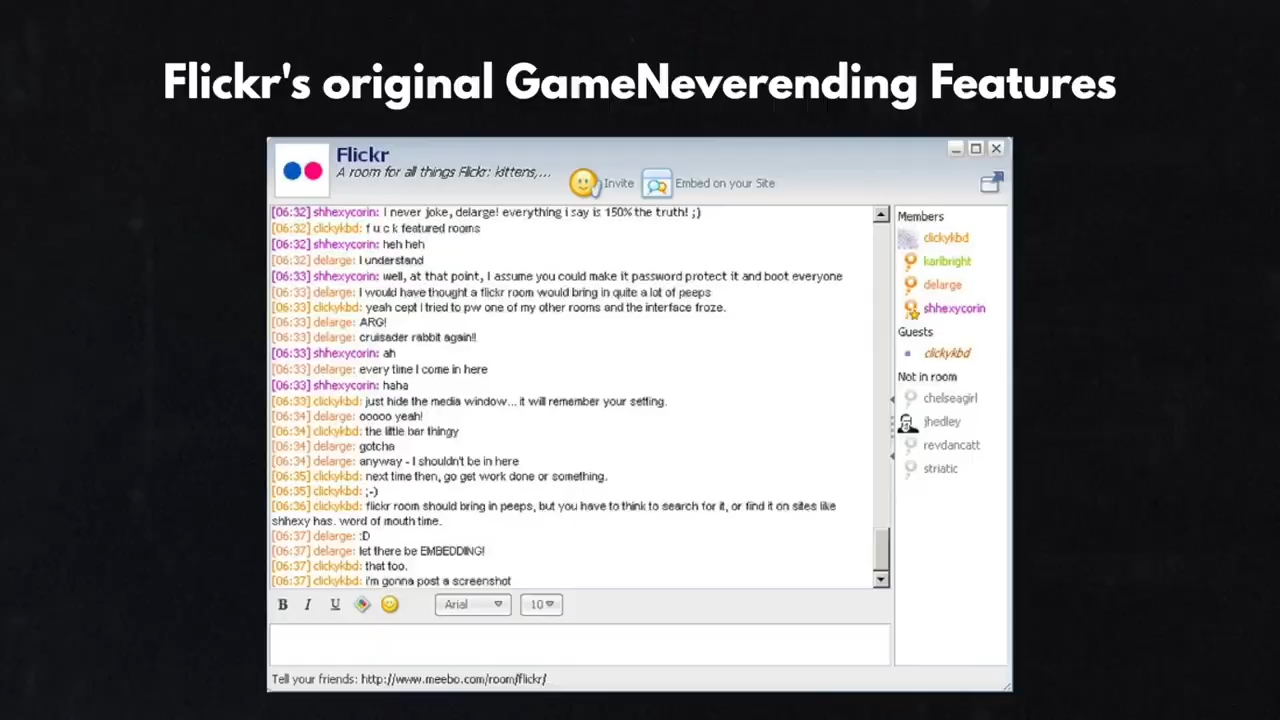 Flickr's original GameNeverending Features
Flickr
A room for all things Flickr: kittens,...
Invite
Embed on your Site
[06:32] shhexycorin: I never joke, delarge! everything i say is 150% the truth! ;)
[06:32] clickykbd: f u c k featured rooms
[06:32] shhexycorin: heh heh
[06:32] delarge: I understand
[06:33] shhexycorin: well, at that point, I assume you could make it password protect it and boot everyone
[06:33] delarge: I would have thought a flickr room would bring in quite a lot of peeps
[06:33] clickykbd: yeah cept I tried to pw one of my other rooms and the interface froze.
[06:33] delarge: ARG!
[06:33] delarge: cruisader rabbit again!!
[06:33] shhexycorin: ah
[06:33] delarge: every time I come in here
[06:33] shhexycorin: haha
[06:33] clickykbd: just hide the media window... it will remember your setting.
[06:34] delarge: ooooo yeah!
[06:34] clickykbd: the little bar thingy
[06:34] delarge: gotcha
[06:34] delarge: anyway - I shouldn't be in here
[06:35] clickykbd: next time then, go get work done or something.
[06:35] clickykbd: ;-)
[06:36] clickykbd: flickr room should bring in peeps, but you have to think to search for it, or find it on sites like
shhexy has. word of mouth time.
[06:37] delarge: :D
[06:37] delarge: let there be EMBEDDING!
[06:37] clickykbd: that too.
[06:37] clickykbd: i'm gonna post a screenshot
Members
clickykbd
karlbright
delarge
shhexycorin
Guests
clickykbd
Not in room
chelseagirl
jhedley
revdancatt
striatic
B I U Arial 10
Tell your friends: http://www.meebo.com/room/flickr/